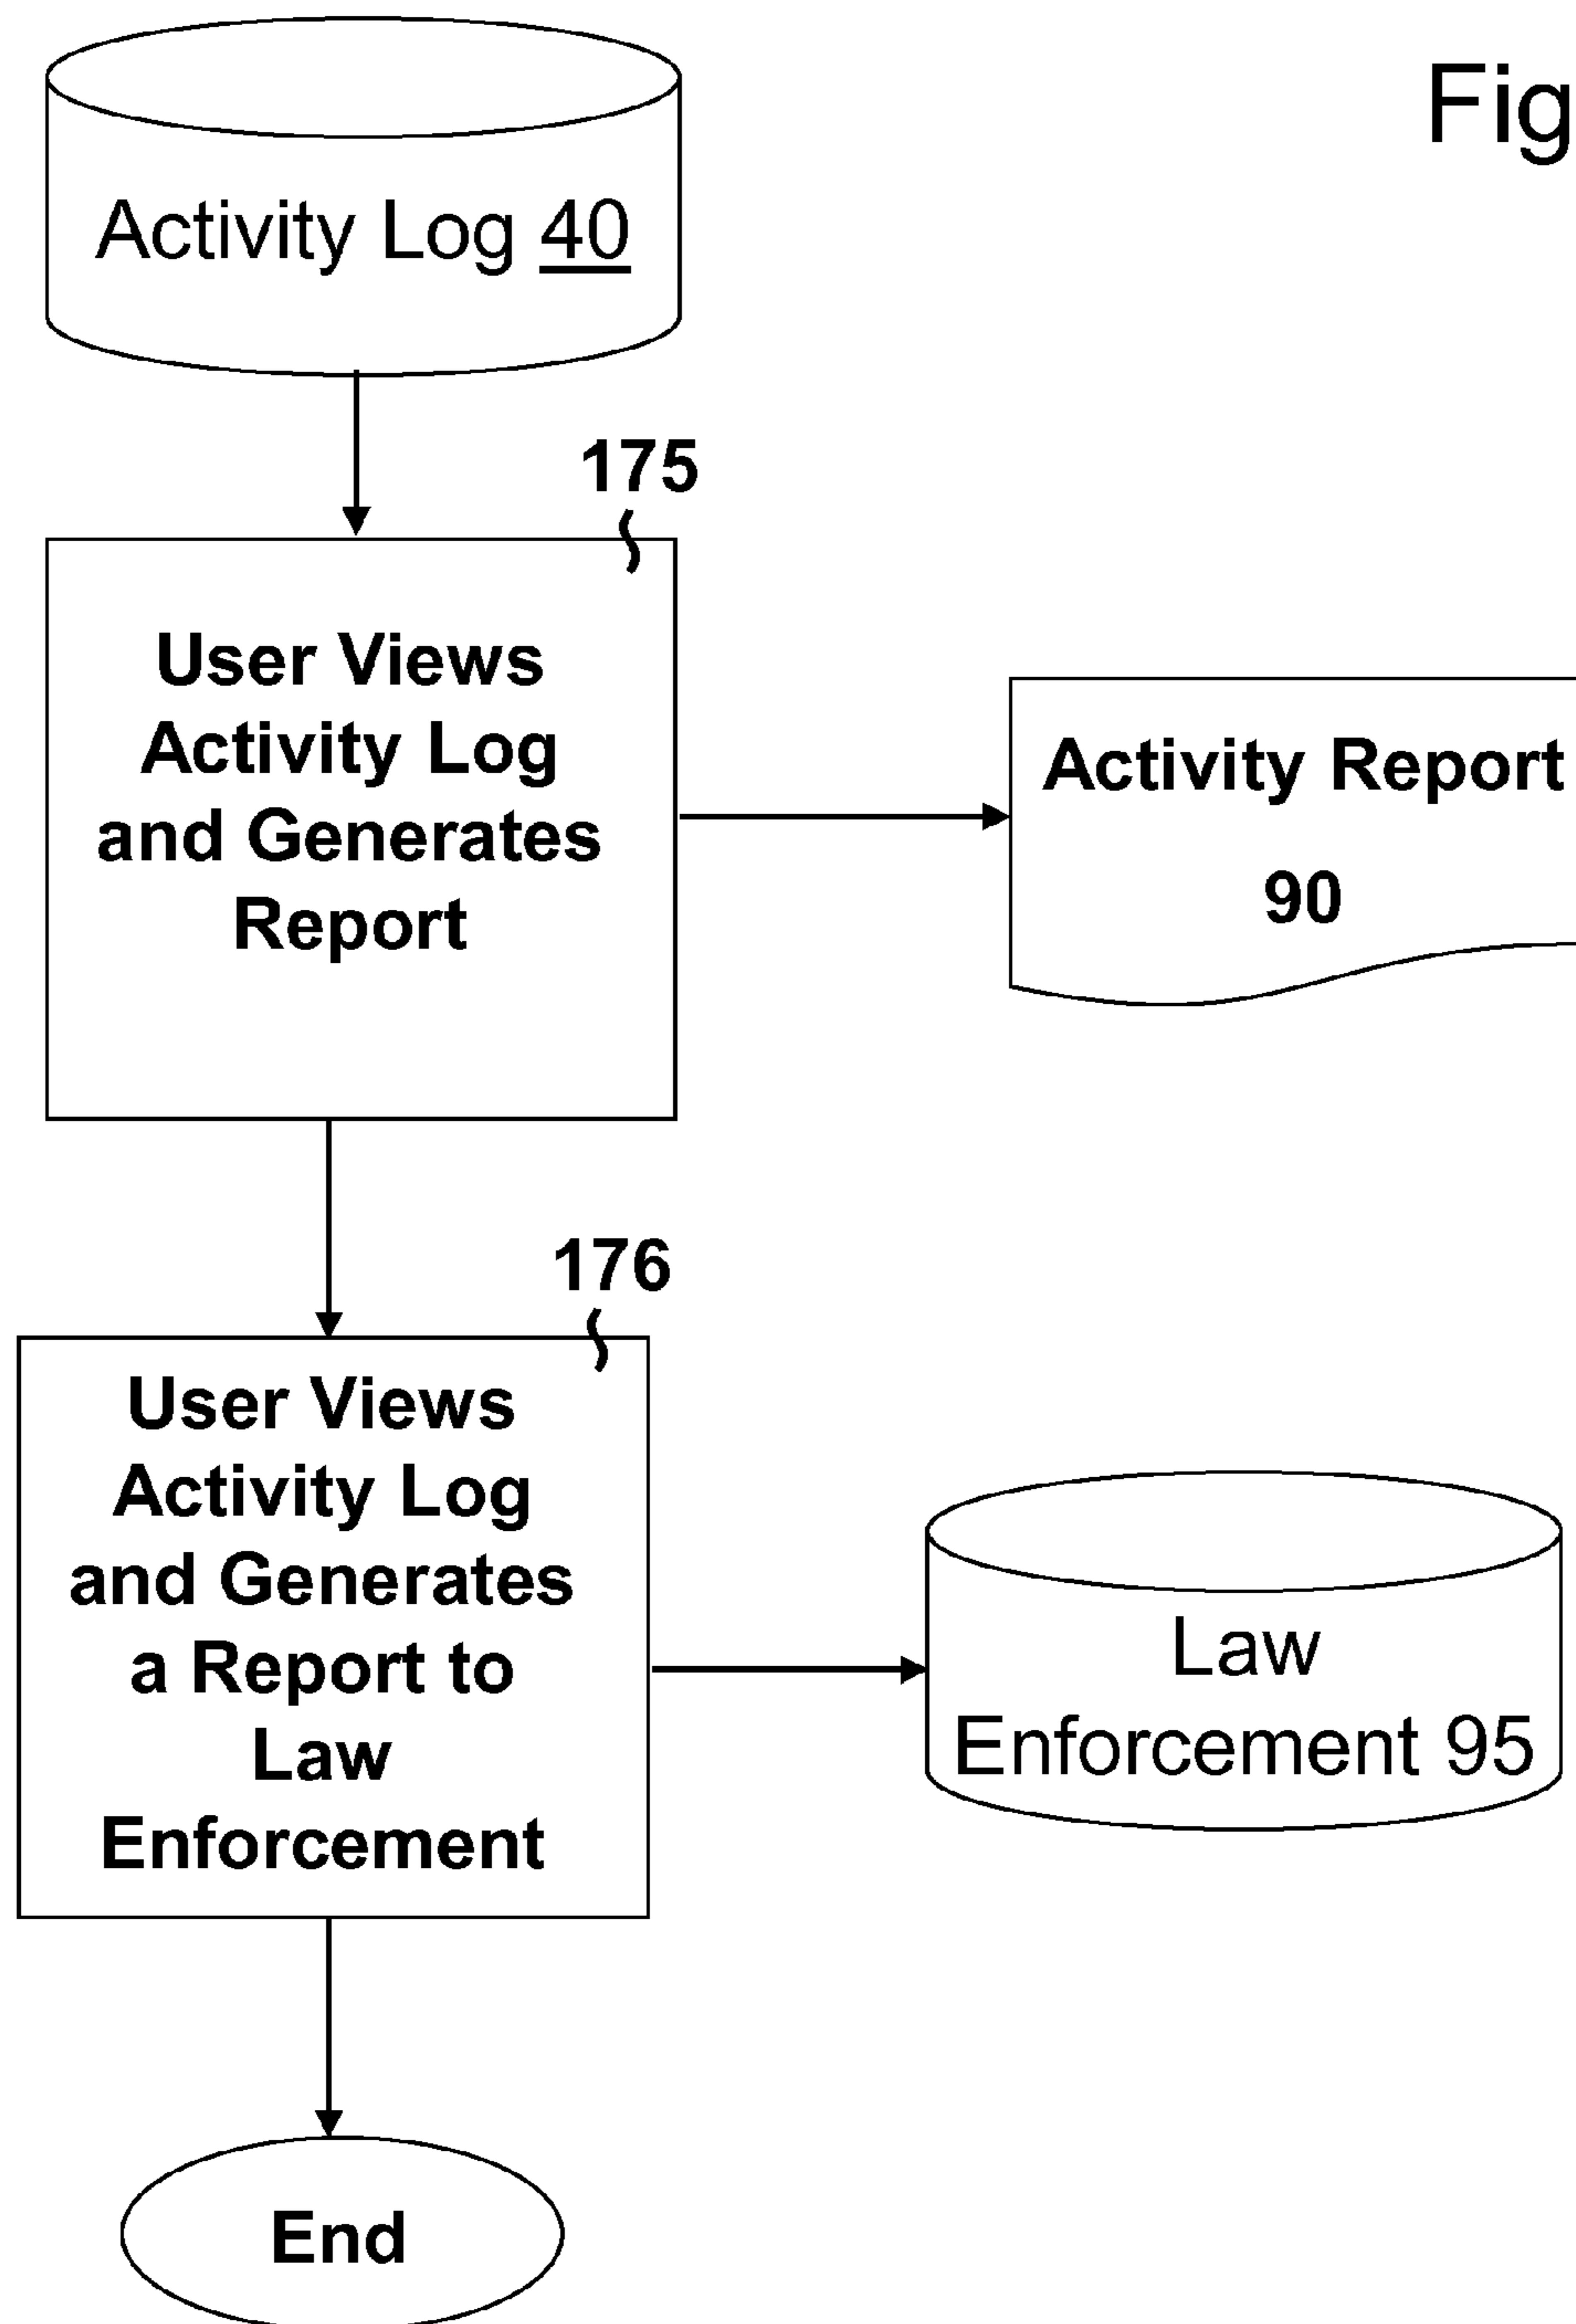 Fig
Activity Log 40
175
User Views
Activity Log
and Generates
Report
Activity Report
90
176
User Views
Activity Log
and Generates
a Report to
Law
Enforcement
Law
Enforcement 95
End